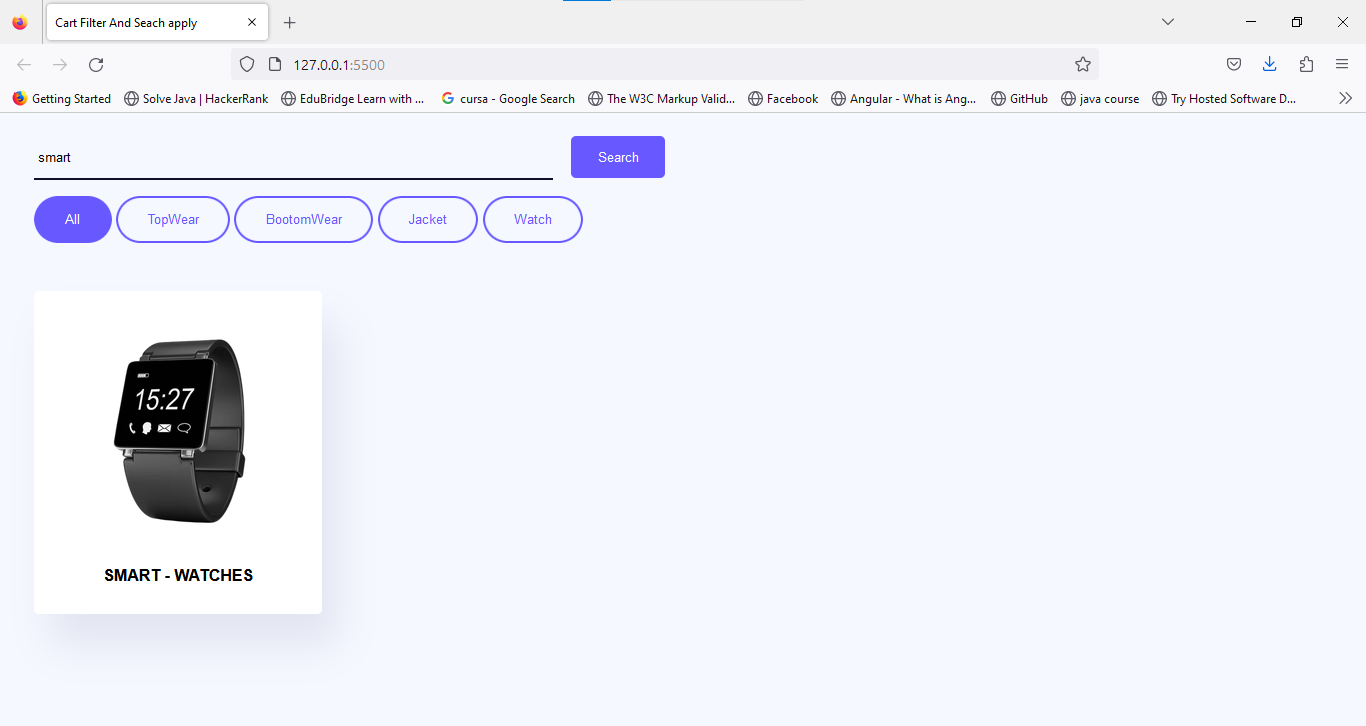 Cart Filter And Seach apply
127.0.0.1:5500
Getting Started Solve Java | HackerRank EduBridge Learn with ... cursa - Google Search The W3C Markup Valid... Facebook Angular - What is Ang... GitHub java course Try Hosted Software D...
smart Search
All TopWear BootomWear Jacket Watch
15:27
SMART - WATCHES